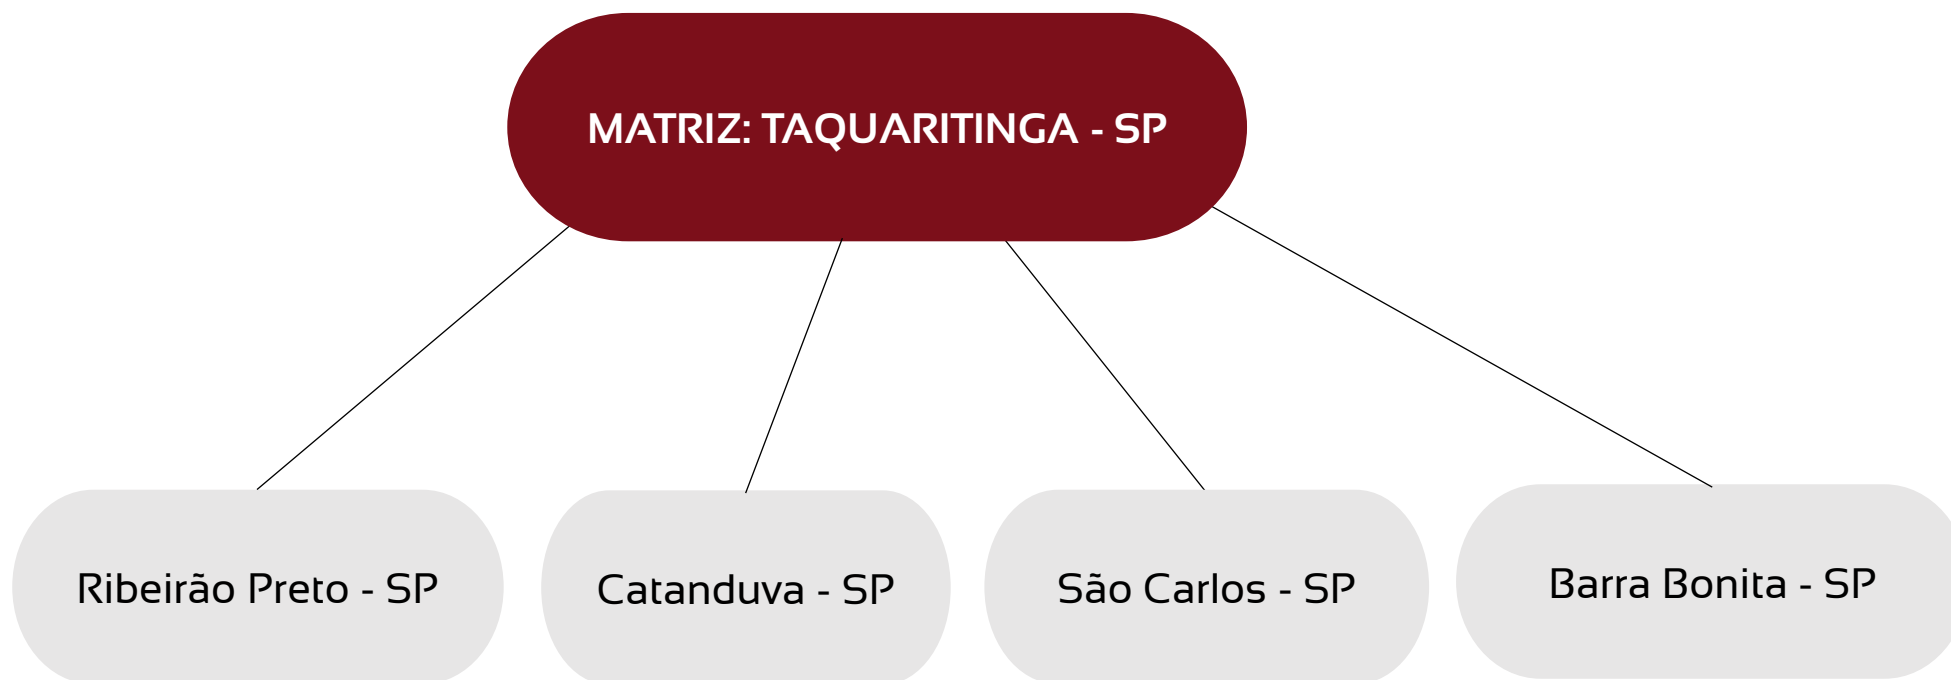 MATRIZ: TAQUARITINGA - SP
Ribeirão Preto - SP
Catanduva - SP
São Carlos - SP
Barra Bonita - SP